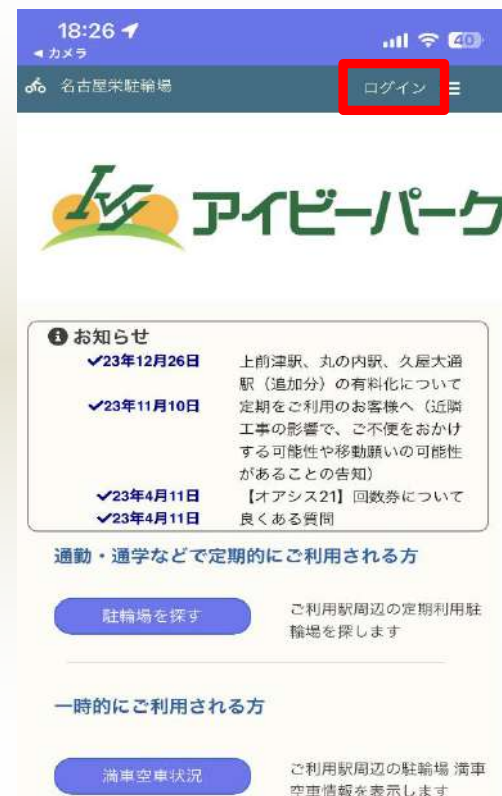 18:26
40
◀ カメラ
名古屋栄駐輪場
ログイン
Ivy アイビーパーク
お知らせ
✓23年12月26日 上前津駅、丸の内駅、久屋大通
駅（追加分）の有料化について
✓23年11月10日 定期をご利用のお客様へ（近隣
工事の影響で、ご不便をおかけ
する可能性や移動願いの可能性
があることの告知）
✓23年4月11日 【オアシス21】回数券について
✓23年4月11日 良くある質問
通勤・通学などで定期的にご利用される方
駐輪場を探す
ご利用駅周辺の定期利用駐
輪場を探します
一時的にご利用される方
満車空車状況
ご利用駅周辺の駐輪場 満車
空車情報を表示します